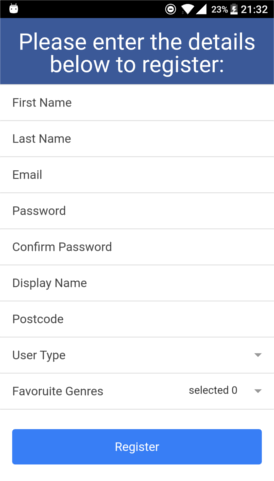 23% 21:32
Please enter the details
below to register:
First Name
Last Name
Email
Password
Confirm Password
Display Name
Postcode
User Type
Favoruite Genres selected 0
Register